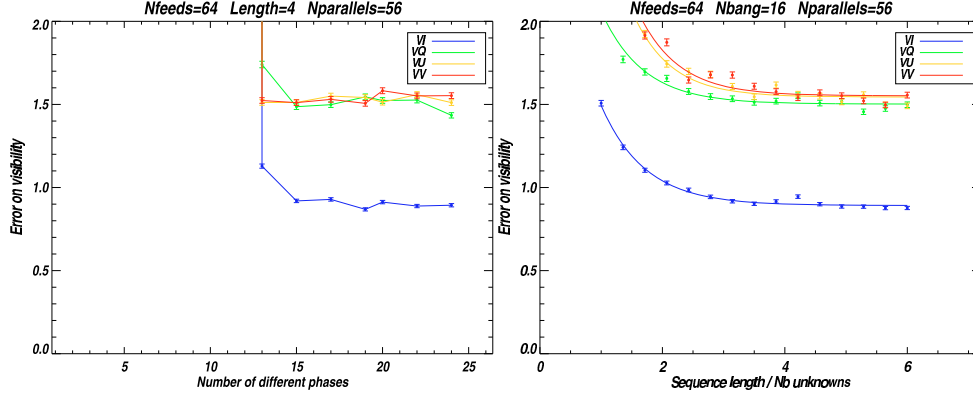 Nfeeds=64 Length=4 Nparallels=56
2.0
1.5
1.0
0.5
0.0
Error on visibility
5 10 15 20 25
Number of different phases
VI
VQ
VU
VV
Nfeeds=64 Nbang=16 Nparallels=56
2.0
1.5
1.0
0.5
0.0
Error on visibility
0 2 4 6
Sequence length / Nb unknowns
VI
VQ
VU
VV